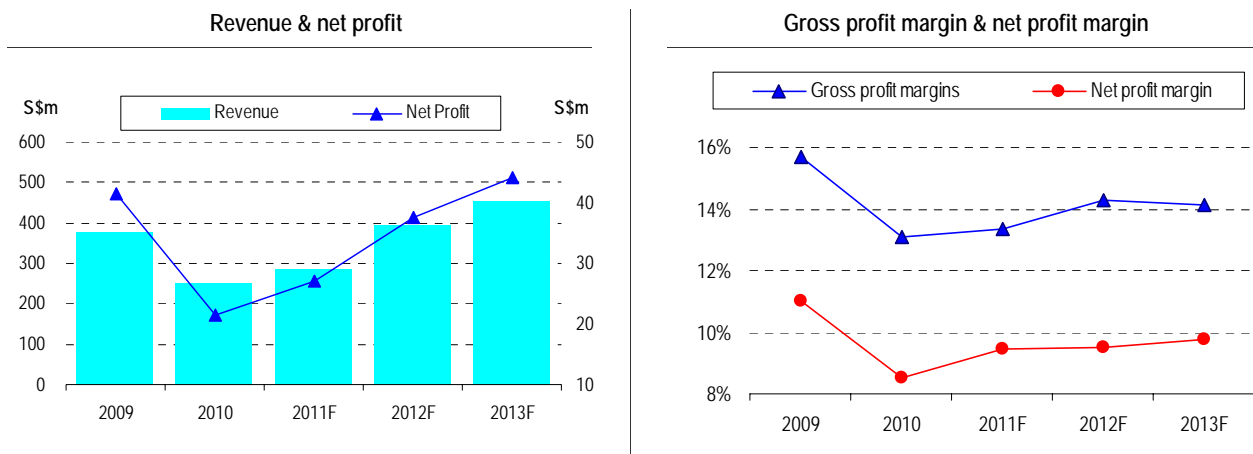 Revenue & net profit
S$m
S$m
Revenue
Net Profit
600
500
400
300
200
100
0
50
40
30
20
10
2009
2010
2011F
2012F
2013F
Gross profit margin & net profit margin
Gross profit margins
Net profit margin
16%
14%
12%
10%
8%
2009
2010
2011F
2012F
2013F